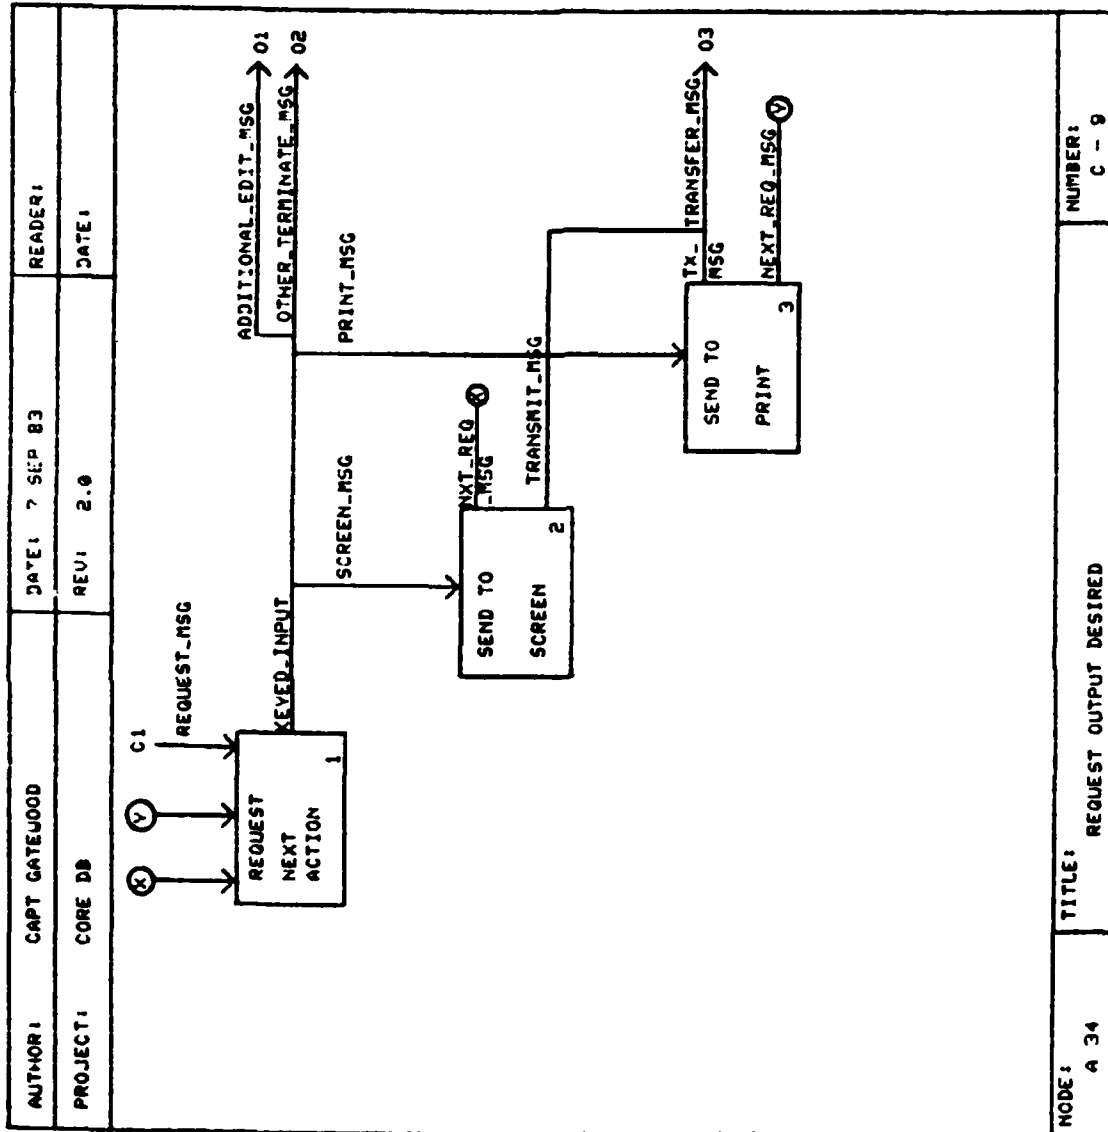 AUTHOR: CAPT GATEWOOD
DATE: 7 SEP 83
READER:
PROJECT: CORE DB
REV: 2.0
DATE:
X
Y
C1
REQUEST_MSG
REQUEST
NEXT
ACTION
1
KEYED_INPUT
ADDITIONAL_EDIT_MSG
O1
OTHER_TERMINATE_MSG
O2
SCREEN_MSG
PRINT_MSG
SEND TO
SCREEN
2
NXT_REQ
_MSG
X
TRANSMIT_MSG
SEND TO
PRINT
3
TX_
MSG
TRANSFER_MSG
O3
NEXT_REQ_MSG
Y
NODE:
A 34
TITLE:
REQUEST OUTPUT DESIRED
NUMBER:
C - 9